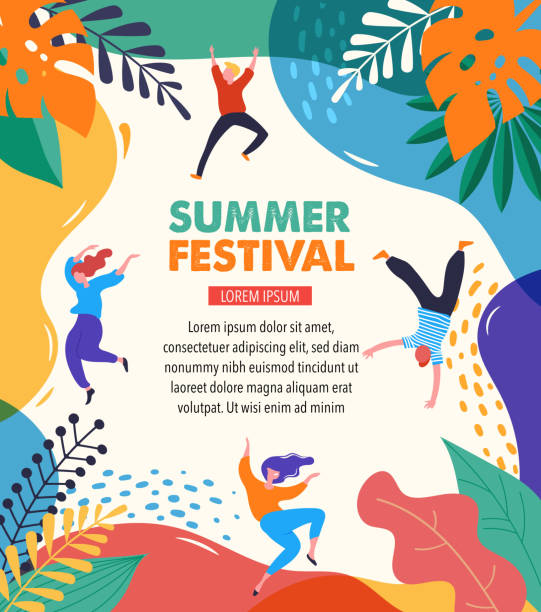 SUMMER
FESTIVAL
LOREM IPSUM
Lorem ipsum dolor sit amet,
consectetuer adipiscing elit, sed diam
nonummy nibh euismod tincidunt ut
laoreet dolore magna aliquam erat
volutpat. Ut wisi enim ad minim